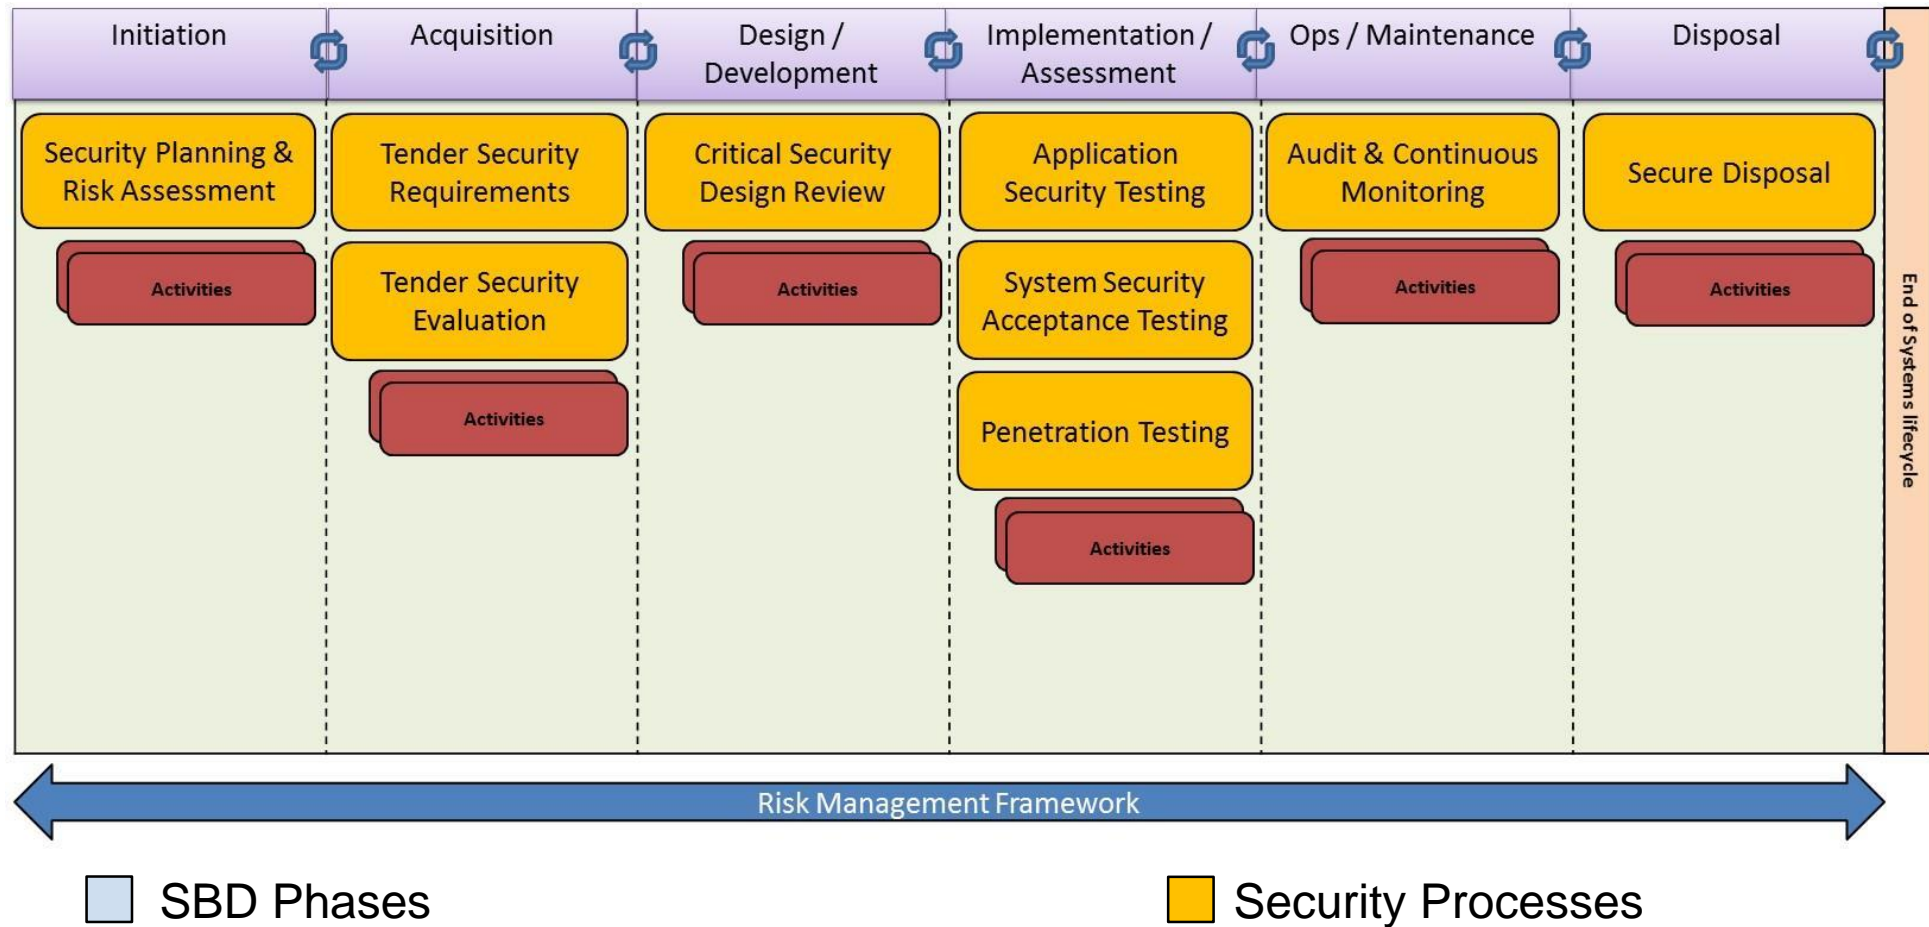 Initiation
Acquisition
Design /
Development
Implementation /
Assessment
Ops / Maintenance
Disposal
Security Planning &
Risk Assessment
Activities
Tender Security
Requirements
Tender Security
Evaluation
Activities
Critical Security
Design Review
Activities
Application
Security Testing
System Security
Acceptance Testing
Penetration Testing
Activities
Audit & Continuous
Monitoring
Activities
Secure Disposal
Activities
End of Systems lifecycle
Risk Management Framework
SBD Phases
Security Processes